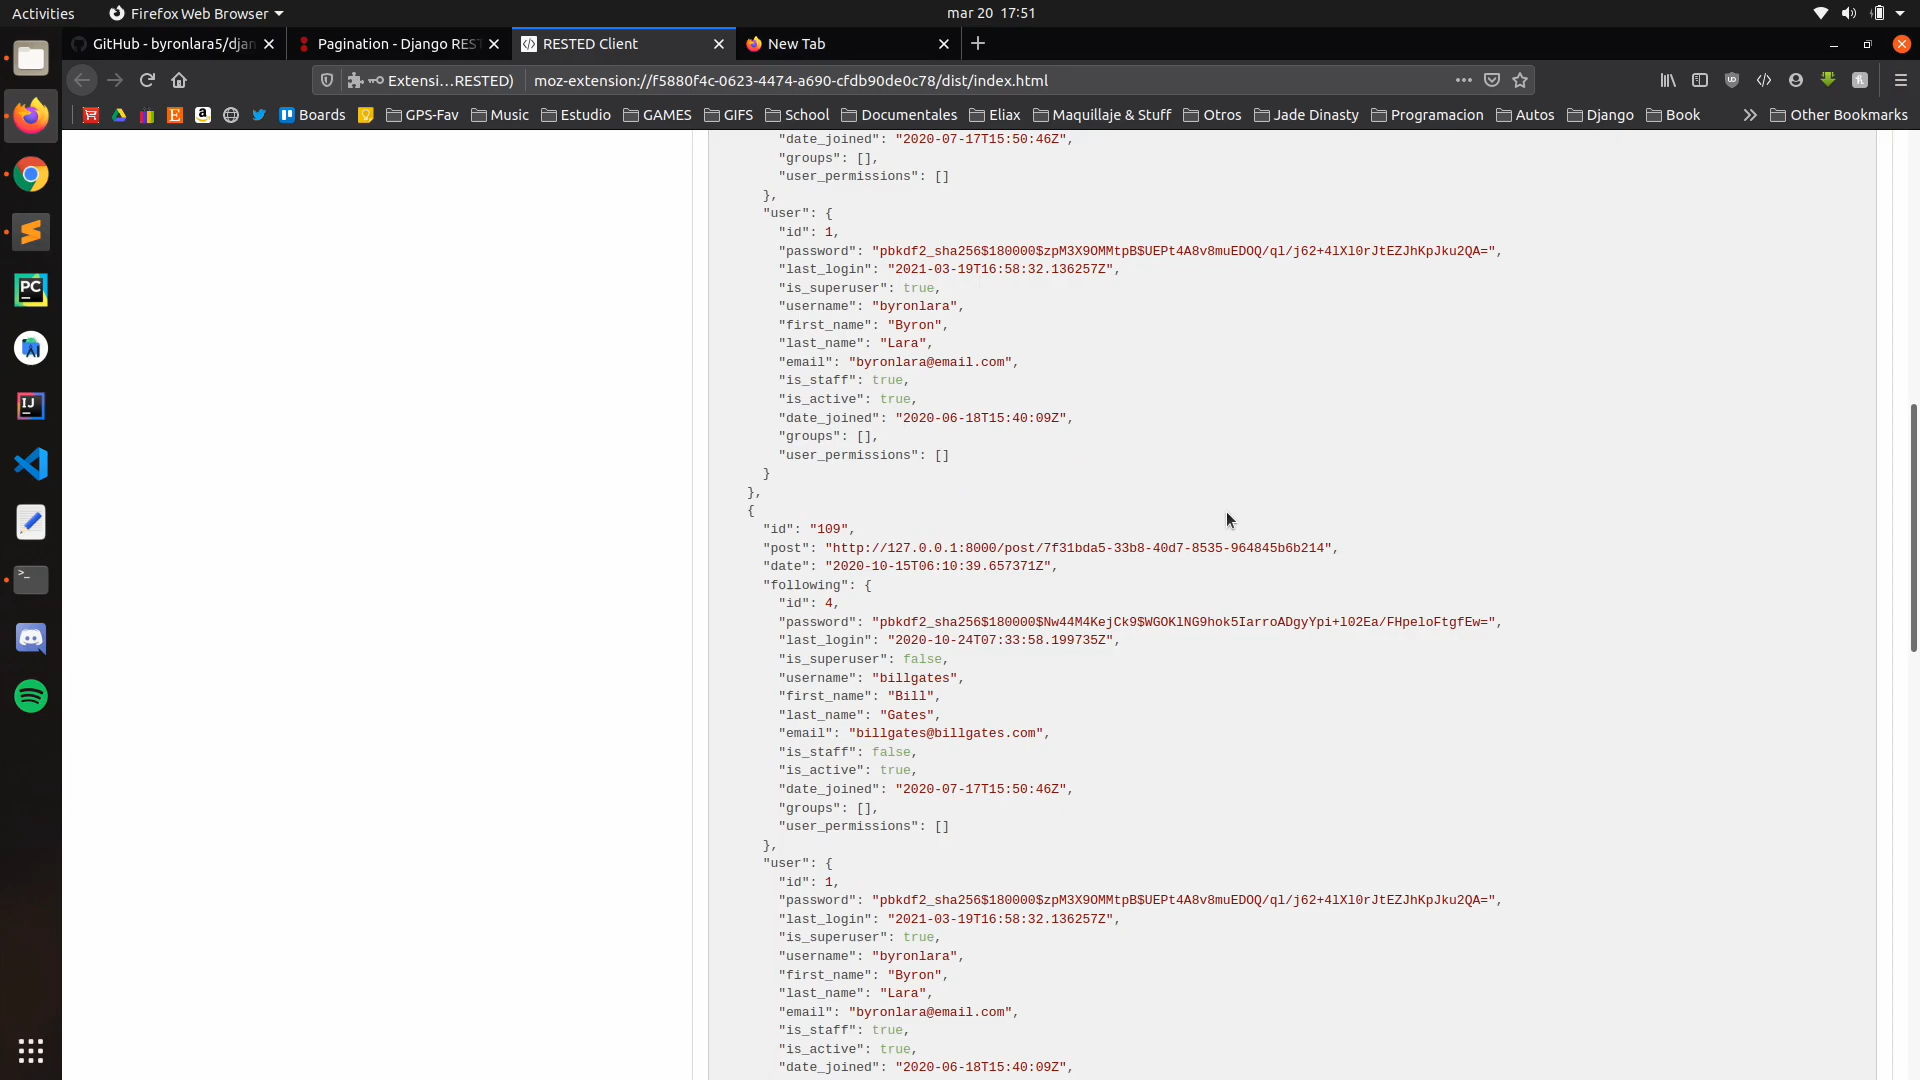 Activities
Firefox Web Browser
mar 20 17:51
GitHub - byronlara5/djan
Pagination - Django REST
RESTED Client
New Tab
Extensi...RESTED)
moz-extension://f5880f4c-0623-4474-a690-cfdb90de0c78/dist/index.html
Boards
GPS-Fav
Music
Estudio
GAMES
GIFS
School
Documentales
Eliax
Maquillaje & Stuff
Otros
Jade Dinasty
Programacion
Autos
Django
Book
Other Bookmarks
"date_joined": "2020-07-17T15:50:46Z",
"groups": [],
"user_permissions": []
},
"user": {
"id": 1,
"password": "pbkdf2_sha256$180000$zpM3X9OMMtpB$UEPt4A8v8muEDOQ/ql/j62+4lXl0rJtEZJhKpJku2QA=",
"last_login": "2021-03-19T16:58:32.136257Z",
"is_superuser": true,
"username": "byronlara",
"first_name": "Byron",
"last_name": "Lara",
"email": "byronlara@email.com",
"is_staff": true,
"is_active": true,
"date_joined": "2020-06-18T15:40:09Z",
"groups": [],
"user_permissions": []
}
},
{
"id": "109",
"post": "http://127.0.0.1:8000/post/7f31bda5-33b8-40d7-8535-964845b6b214",
"date": "2020-10-15T06:10:39.657371Z",
"following": {
"id": 4,
"password": "pbkdf2_sha256$180000$Nw44M4KejCk9$WGOKlNG9hok5IarroADgyYpi+l02Ea/FHpeloFtgfEw=",
"last_login": "2020-10-24T07:33:58.199735Z",
"is_superuser": false,
"username": "billgates",
"first_name": "Bill",
"last_name": "Gates",
"email": "billgates@billgates.com",
"is_staff": false,
"is_active": true,
"date_joined": "2020-07-17T15:50:46Z",
"groups": [],
"user_permissions": []
},
"user": {
"id": 1,
"password": "pbkdf2_sha256$180000$zpM3X9OMMtpB$UEPt4A8v8muEDOQ/ql/j62+4lXl0rJtEZJhKpJku2QA=",
"last_login": "2021-03-19T16:58:32.136257Z",
"is_superuser": true,
"username": "byronlara",
"first_name": "Byron",
"last_name": "Lara",
"email": "byronlara@email.com",
"is_staff": true,
"is_active": true,
"date_joined": "2020-06-18T15:40:09Z",